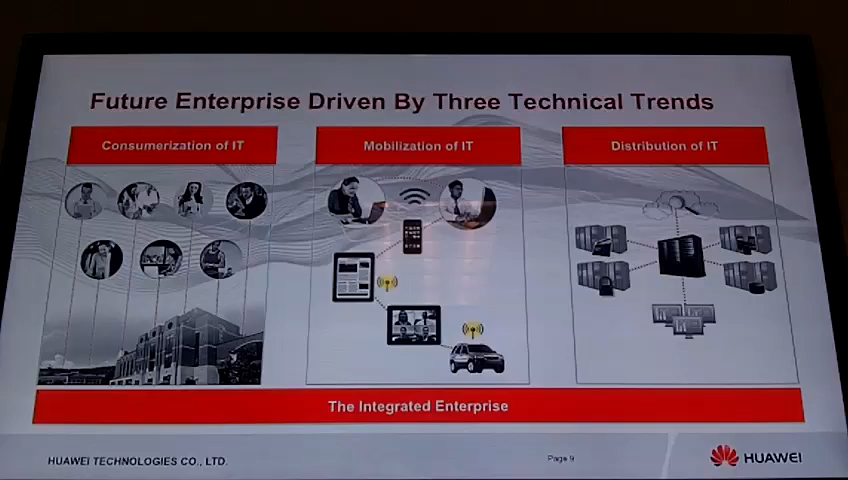 Future Enterprise Driven By Three Technical Trends
Consumerization of IT
Mobilization of IT
Distribution of IT
The Integrated Enterprise
HUAWEI TECHNOLOGIES CO., LTD.
Page 9
HUAWEI